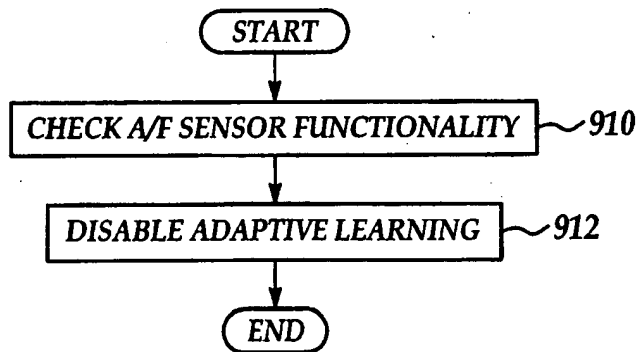 START
CHECK A/F SENSOR FUNCTIONALITY
910
DISABLE ADAPTIVE LEARNING
912
END